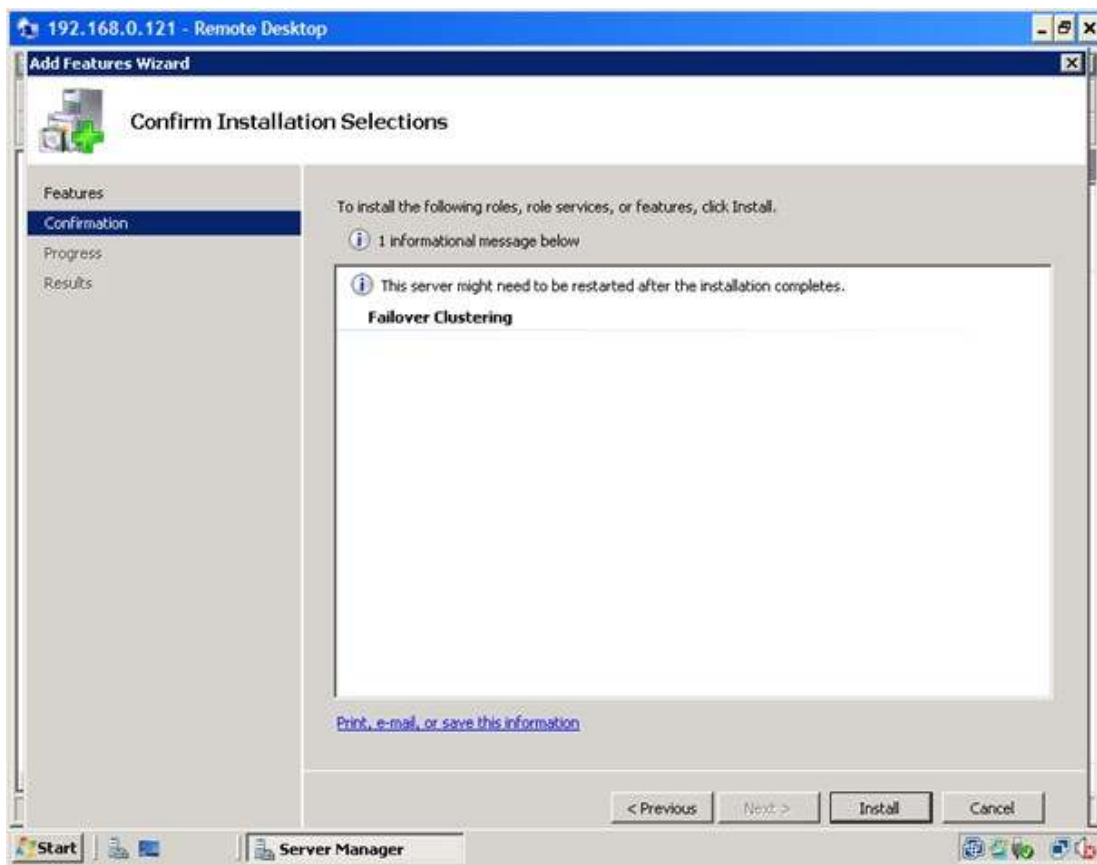 192.168.0.121 - Remote Desktop
Add Features Wizard
Confirm Installation Selections
Features
Confirmation
Progress
Results
To install the following roles, role services, or features, click Install.
1 informational message below
This server might need to be restarted after the installation completes.
Failover Clustering
Print, e-mail, or save this information
< Previous
Next >
Install
Cancel
Start
Server Manager